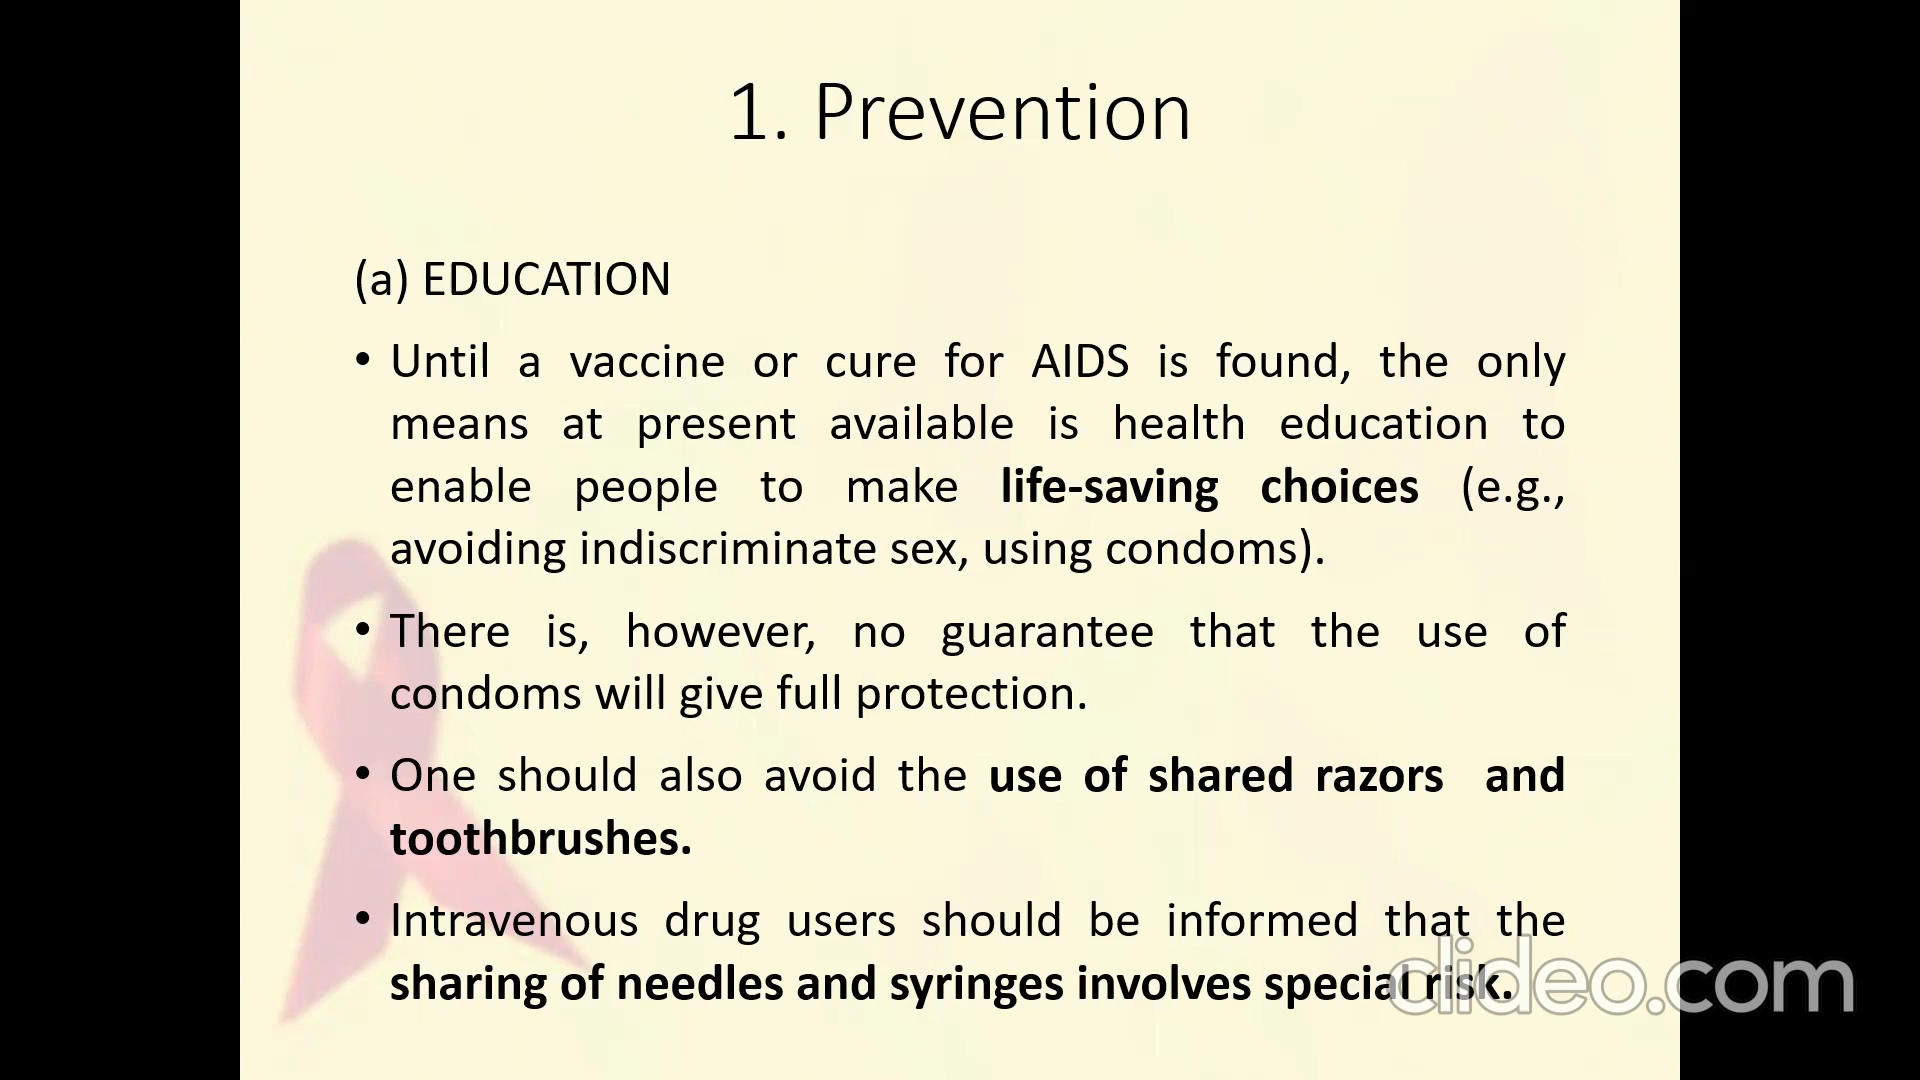 1. Prevention
(a) EDUCATION
• Until a vaccine or cure for AIDS is found, the only
means at present available is health education to
enable people to make life-saving choices (e.g.,
avoiding indiscriminate sex, using condoms).
• There is, however, no guarantee that the use of
condoms will give full protection.
• One should also avoid the use of shared razors and
toothbrushes.
• Intravenous drug users should be informed that the
sharing of needles and syringes involves special risk.
clideo.com